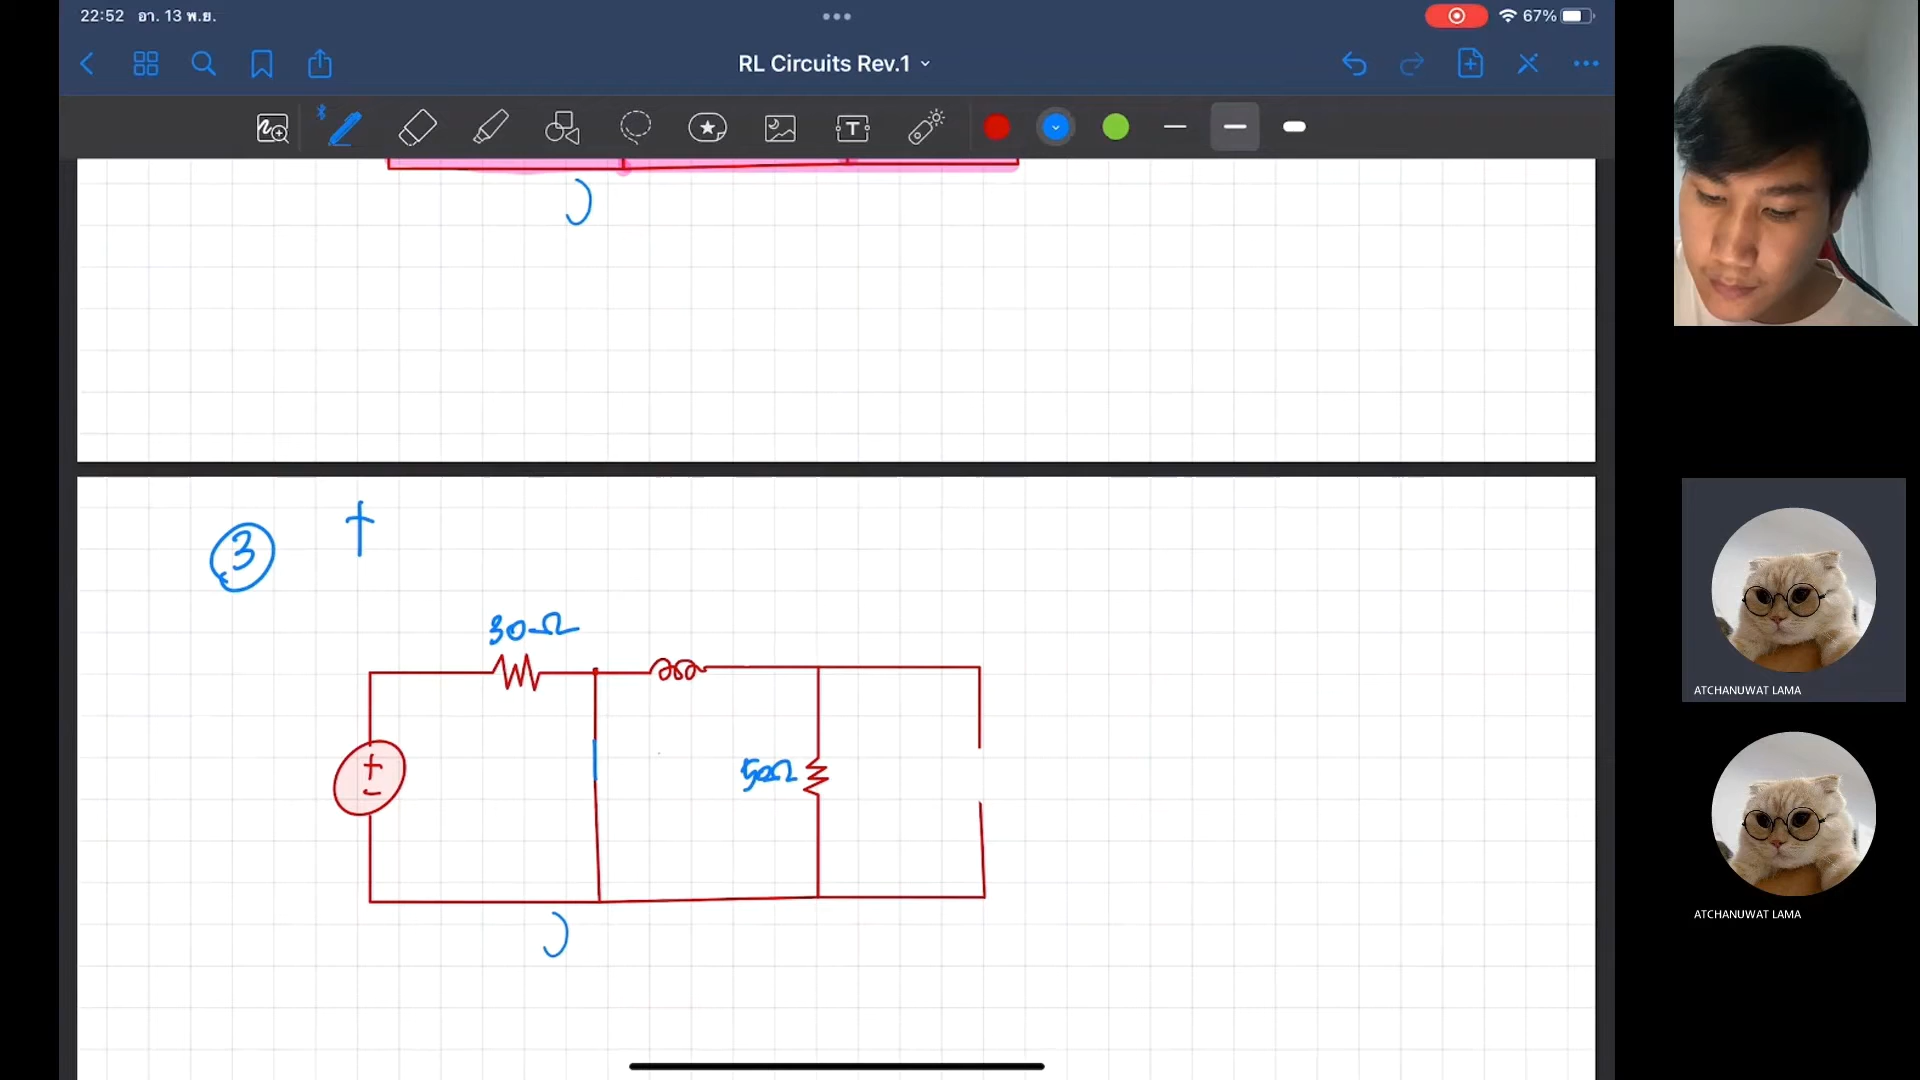 22:52 อา. 13 พ.ย.
67%
RL Circuits Rev.1
T
3
30Ω
+
-
50Ω
ATCHANUWAT LAMA
ATCHANUWAT LAMA